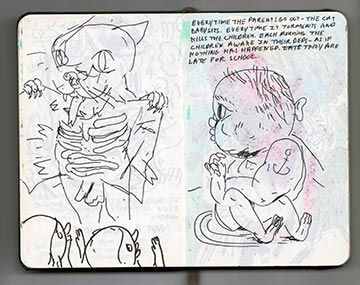 EVERYTIME THE PARENTS GO OUT - THE CAT
BABYSITS. EVERYTIME IT TORMENTS AND
KILLS THE CHILDREN. EACH MORNING THE
CHILDREN AWAKE IN THEIR BEDS, AS IF
NOTHING HAS HAPPENED. LATE THEY ARE
LATE FOR SCHOOL.